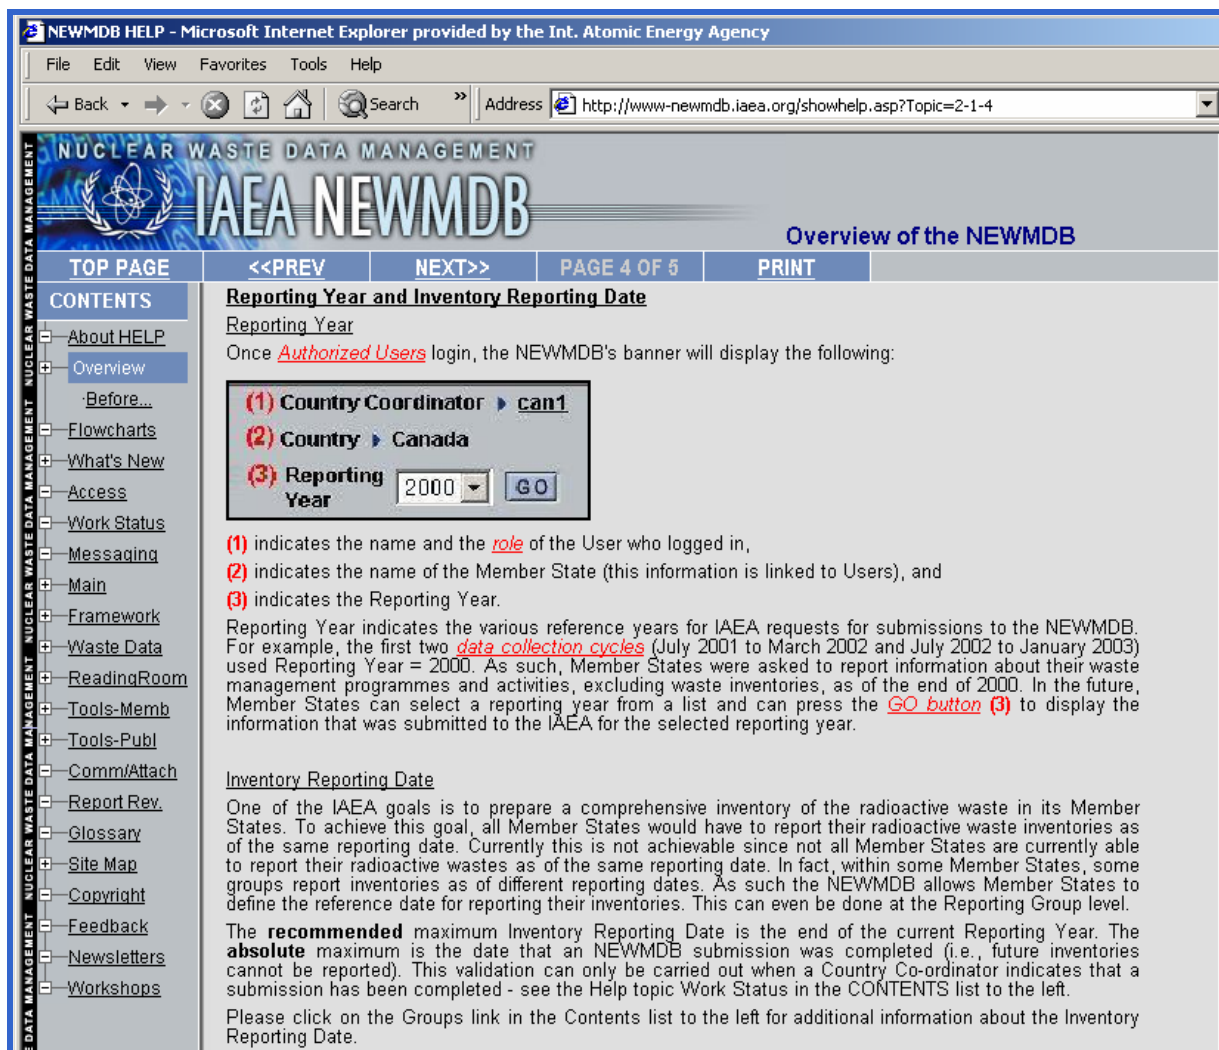 NEWMDB HELP - Microsoft Internet Explorer provided by the Int. Atomic Energy Agency
File Edit View Favorites Tools Help
Back Search » Address http://www-newmdb.iaea.org/showhelp.asp?Topic=2-1-4
NUCLEAR WASTE DATA MANAGEMENT
IAEA NEWMDB
Overview of the NEWMDB
TOP PAGE <<PREV NEXT>> PAGE 4 OF 5 PRINT
NUCLEAR WASTE DATA MANAGEMENT NUCLEAR WASTE DATA MANAGEMENT NUCLEAR WASTE DATA MANAGEMENT NUCLEAR WASTE DATA MANAGEMENT
CONTENTS
About HELP
Overview
·Before...
Flowcharts
What's New
Access
Work Status
Messaging
Main
Framework
Waste Data
ReadingRoom
Tools-Memb
Tools-Publ
Comm/Attach
Report Rev.
Glossary
Site Map
Copyright
Feedback
Newsletters
Workshops
Reporting Year and Inventory Reporting Date
Reporting Year
Once Authorized Users login, the NEWMDB's banner will display the following:
(1) Country Coordinator can1
(2) Country Canada
(3) Reporting Year 2000 GO
(1) indicates the name and the role of the User who logged in,
(2) indicates the name of the Member State (this information is linked to Users), and
(3) indicates the Reporting Year.
Reporting Year indicates the various reference years for IAEA requests for submissions to the NEWMDB.
For example, the first two data collection cycles (July 2001 to March 2002 and July 2002 to January 2003)
used Reporting Year = 2000. As such, Member States were asked to report information about their waste
management programmes and activities, excluding waste inventories, as of the end of 2000. In the future,
Member States can select a reporting year from a list and can press the GO button (3) to display the
information that was submitted to the IAEA for the selected reporting year.
Inventory Reporting Date
One of the IAEA goals is to prepare a comprehensive inventory of the radioactive waste in its Member
States. To achieve this goal, all Member States would have to report their radioactive waste inventories as
of the same reporting date. Currently this is not achievable since not all Member States are currently able
to report their radioactive wastes as of the same reporting date. In fact, within some Member States, some
groups report inventories as of different reporting dates. As such the NEWMDB allows Member States to
define the reference date for reporting their inventories. This can even be done at the Reporting Group level.
The recommended maximum Inventory Reporting Date is the end of the current Reporting Year. The
absolute maximum is the date that an NEWMDB submission was completed (i.e., future inventories
cannot be reported). This validation can only be carried out when a Country Co-ordinator indicates that a
submission has been completed - see the Help topic Work Status in the CONTENTS list to the left.
Please click on the Groups link in the Contents list to the left for additional information about the Inventory
Reporting Date.